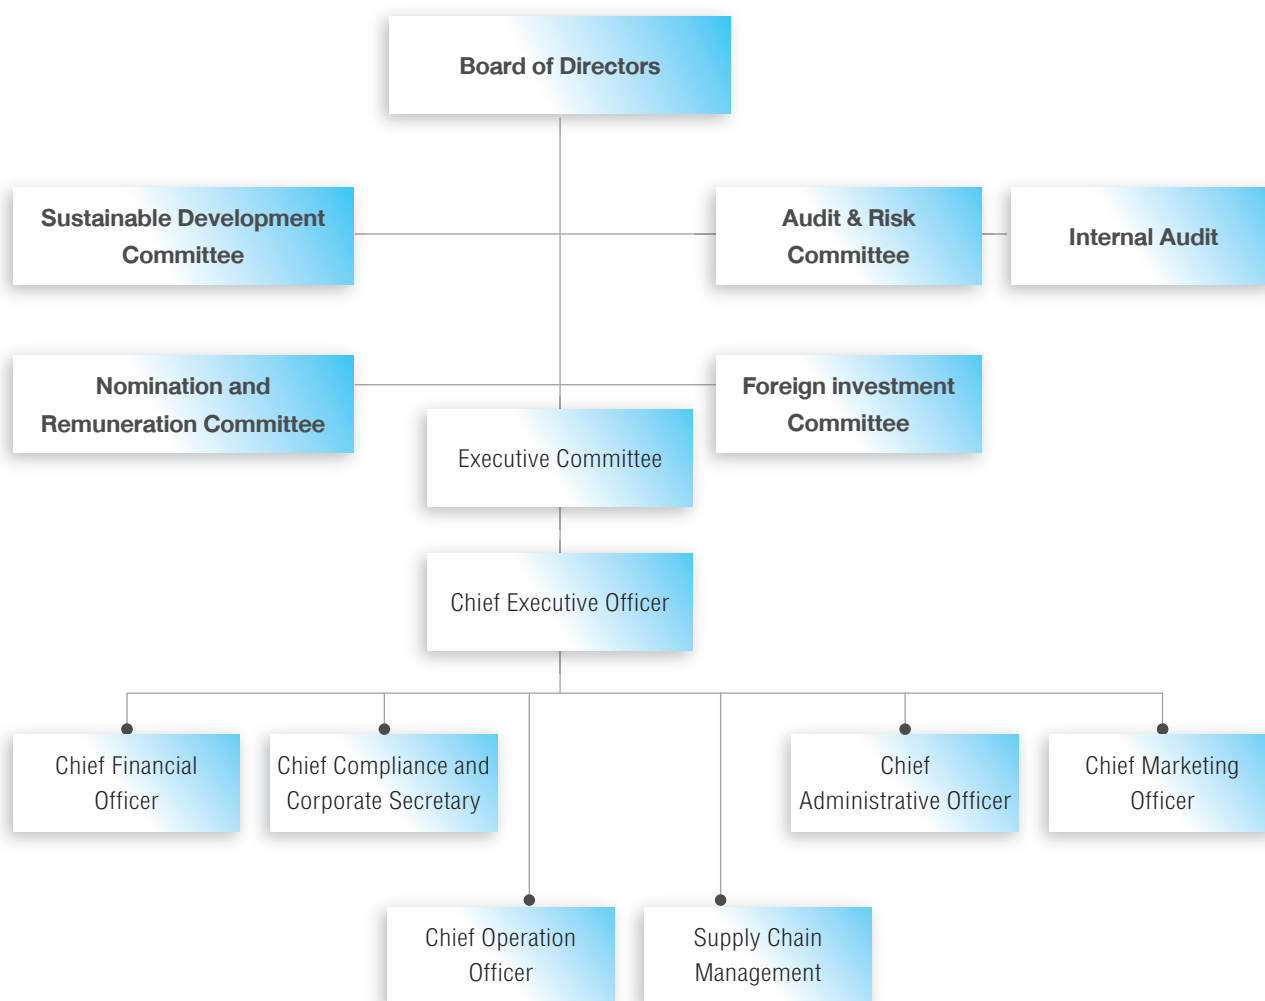 Board of Directors
Sustainable Development
Committee
Audit & Risk
Committee
Internal Audit
Nomination and
Remuneration Committee
Foreign investment
Committee
Executive Committee
Chief Executive Officer
Chief Financial
Officer
Chief Compliance and
Corporate Secretary
Chief
Administrative Officer
Chief Marketing
Officer
Chief Operation
Officer
Supply Chain
Management